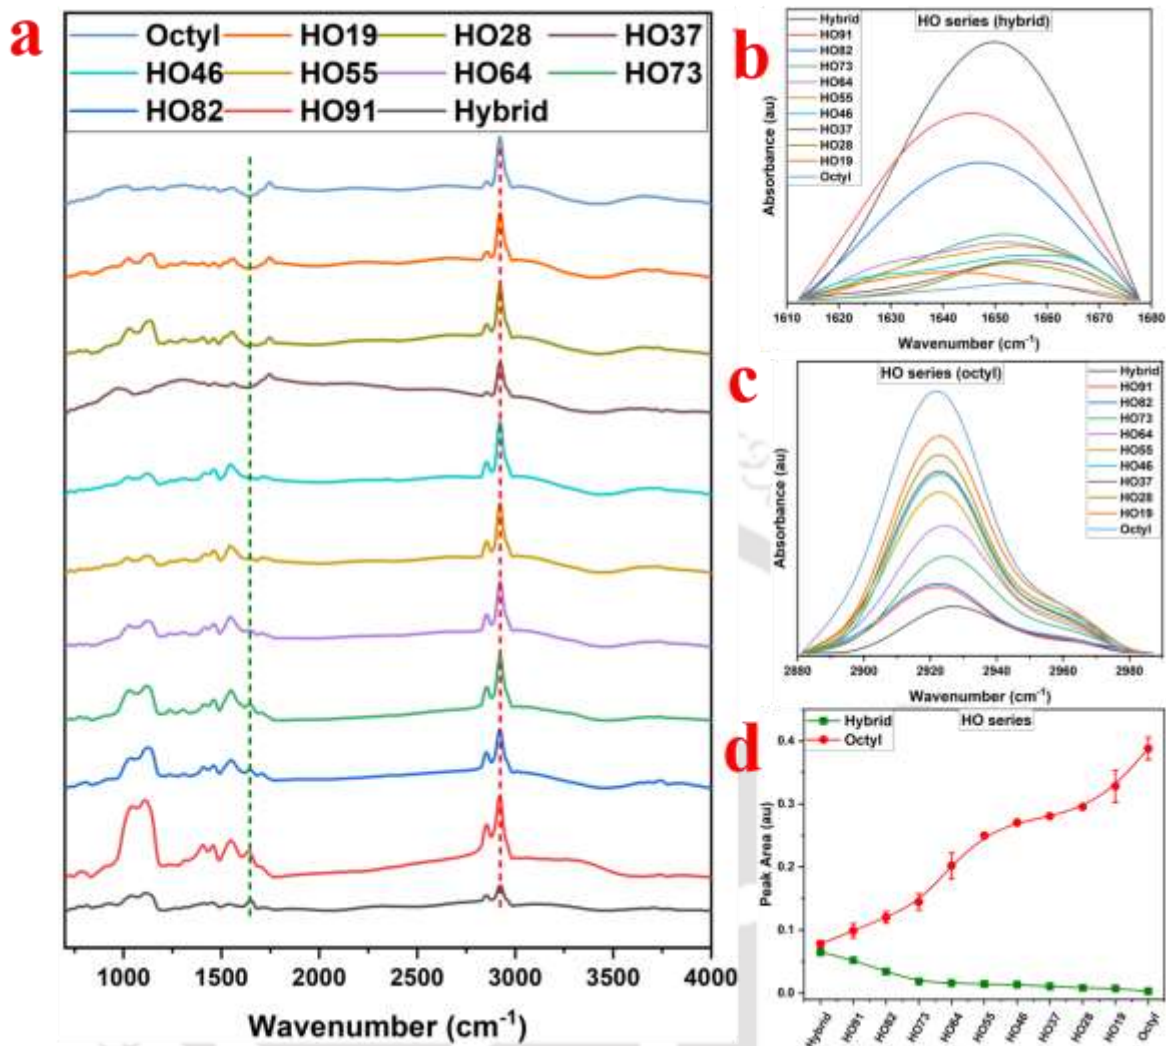 a
Octyl HO19 HO28 HO37
HO46 HO55 HO64 HO73
HO82 HO91 Hybrid
1000 1500 2000 2500 3000 3500 4000
Wavenumber (cm⁻¹)
b
HO series (hybrid)
Hybrid
HO91
HO82
HO73
HO64
HO55
HO46
HO37
HO28
HO19
Octyl
Absorbance (au)
1610 1620 1630 1640 1650 1660 1670 1680
Wavenumber (cm⁻¹)
c
HO series (octyl)
Hybrid
HO91
HO82
HO73
HO64
HO55
HO46
HO37
HO28
HO19
Octyl
Absorbance (au)
2880 2900 2920 2940 2960 2980
Wavenumber (cm⁻¹)
d
Hybrid
Octyl
HO series
Peak Area (au)
0.4
0.3
0.2
0.1
0.0
Hybrid HO91 HO82 HO73 HO64 HO55 HO46 HO37 HO28 HO19 Octyl